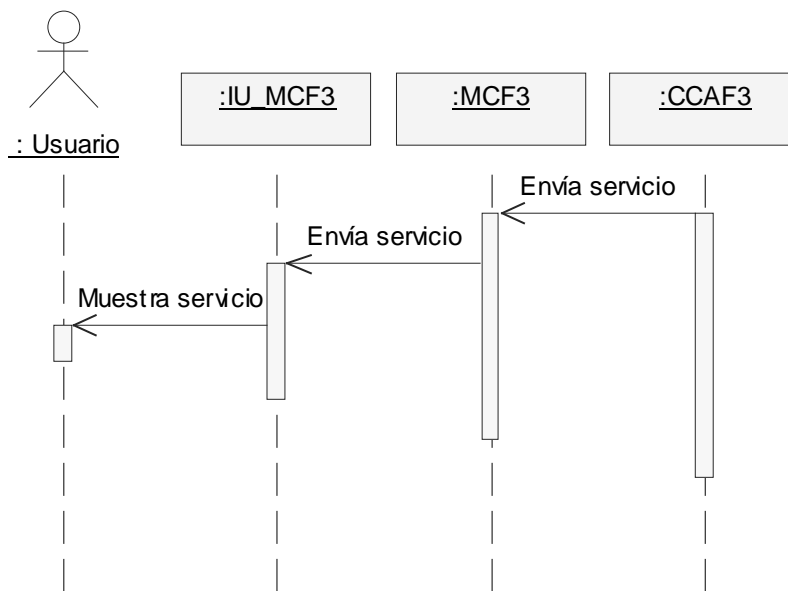 :IU_MCF3
:MCF3
:CCAF3
: Usuario
Envía servicio
Envía servicio
Muestra servicio